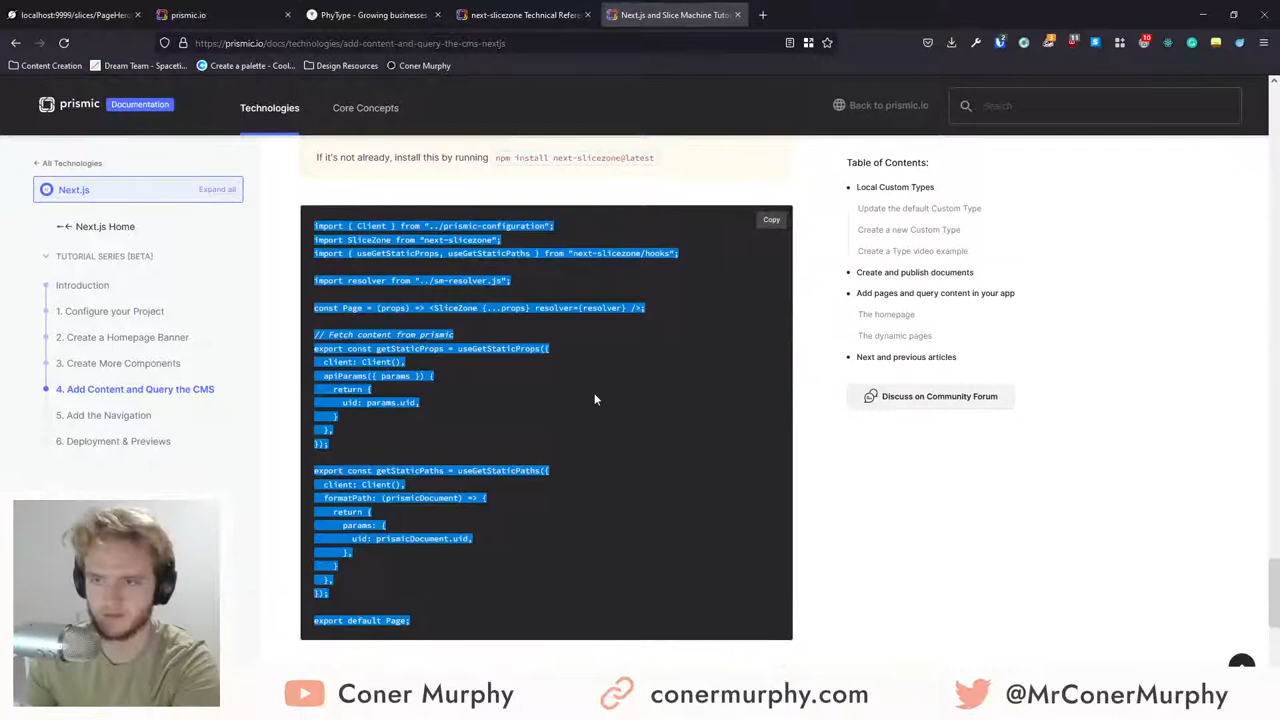 localhost:9999/slices/PageHero
prismic.io
PhyType - Growing businesses
next-slicezone Technical Refere
Next.js and Slice Machine Tuto
https://prismic.io/docs/technologies/add-content-and-query-the-cms-nextjs
Content Creation
Dream Team - Spaceti...
Create a palette - Cool...
Design Resources
Coner Murphy
prismic
Documentation
Technologies
Core Concepts
Back to prismic.io
Search
← All Technologies
Next.js
Expand all
←← Next.js Home
TUTORIAL SERIES [BETA]
Introduction
1. Configure your Project
2. Create a Homepage Banner
3. Create More Components
4. Add Content and Query the CMS
5. Add the Navigation
6. Deployment & Previews
If it's not already, install this by running npm install next-slicezone@latest
Copy
import { Client } from "../prismic-configuration";
import SliceZone from "next-slicezone";
import { useGetStaticProps, useGetStaticPaths } from "next-slicezone/hooks";
import resolver from "../sm-resolver.js";
const Page = (props) => <SliceZone {...props} resolver={resolver} />;
// Fetch content from prismic
export const getStaticProps = useGetStaticProps({
client: Client(),
apiParams({ params }) {
return {
uid: params.uid,
}
},
});
export const getStaticPaths = useGetStaticPaths({
client: Client(),
formatPath: (prismicDocument) => {
return {
params: {
uid: prismicDocument.uid,
},
}
},
});
export default Page;
Table of Contents:
Local Custom Types
Update the default Custom Type
Create a new Custom Type
Create a Type video example
Create and publish documents
Add pages and query content in your app
The homepage
The dynamic pages
Next and previous articles
Discuss on Community Forum
Coner Murphy
conermurphy.com
@MrConerMurphy